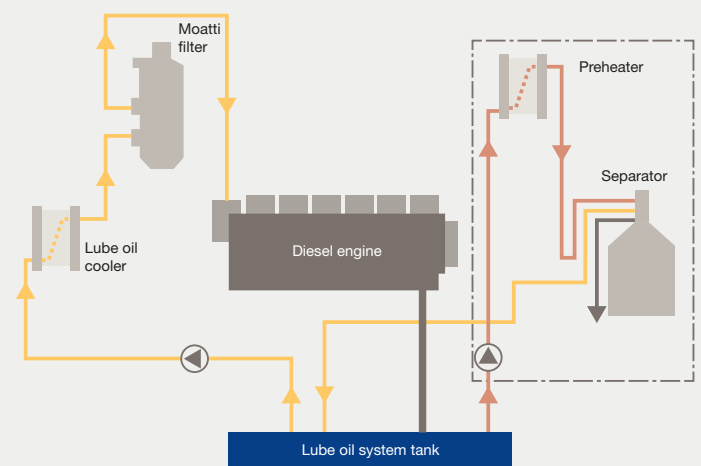 Moatti
filter
Preheater
Separator
Lube oil
cooler
Diesel engine
Lube oil system tank